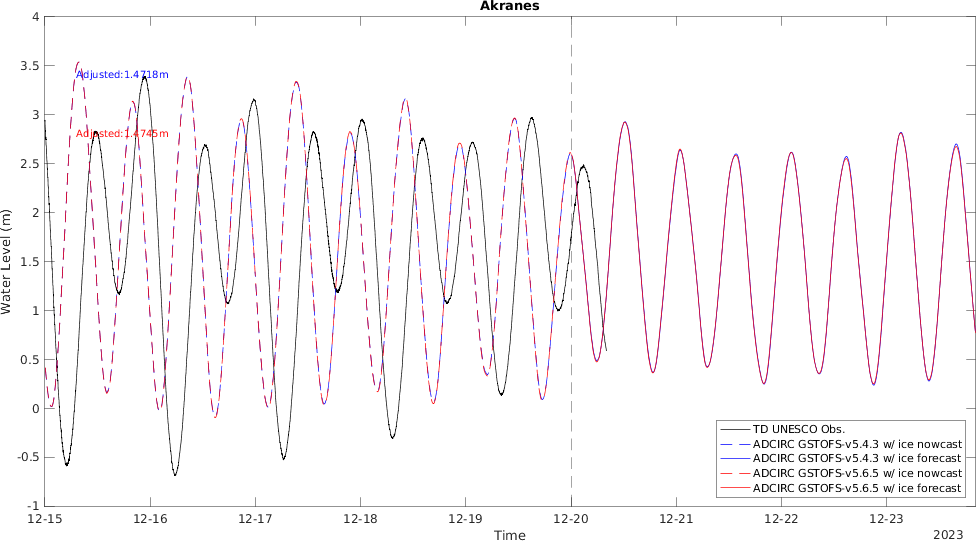 Akranes
4
3.5
3
2.5
2
1.5
1
0.5
0
-0.5
-1
Water Level (m)
Adjusted:1.4718m
Adjusted:1.4745m
TD UNESCO Obs.
ADCIRC GSTOFS-v5.4.3 w/ ice nowcast
ADCIRC GSTOFS-v5.4.3 w/ ice forecast
ADCIRC GSTOFS-v5.6.5 w/ ice nowcast
ADCIRC GSTOFS-v5.6.5 w/ ice forecast
12-15 12-16 12-17 12-18 12-19 12-20 12-21 12-22 12-23
Time
2023